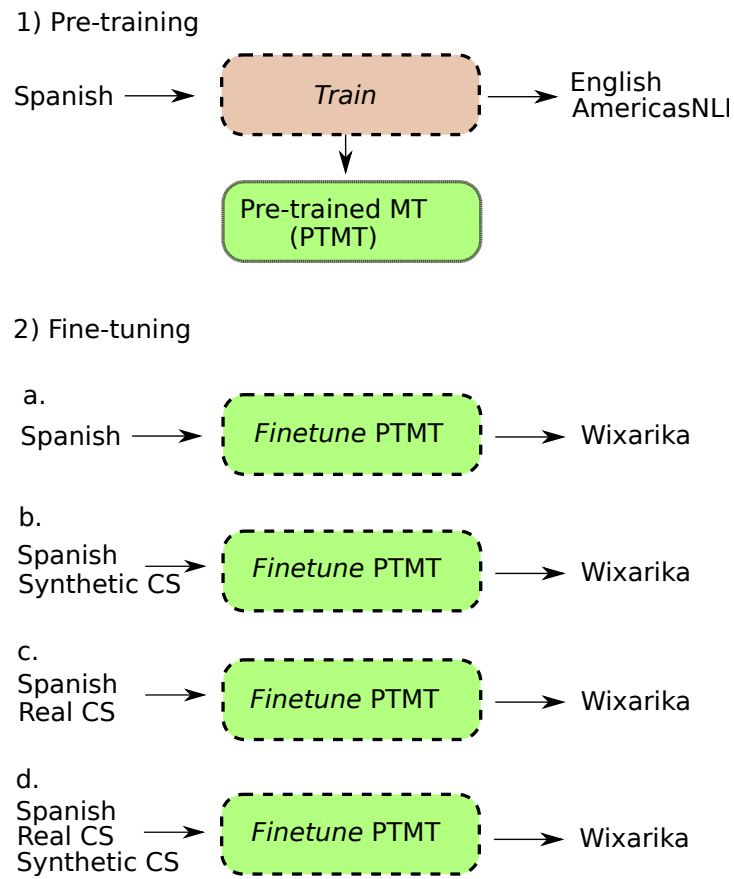 1) Pre-training
Spanish
Train
English
AmericasNLI
Pre-trained MT
(PTMT)
2) Fine-tuning
a.
Spanish
Finetune PTMT
Wixarika
b.
Spanish
Synthetic CS
Finetune PTMT
Wixarika
c.
Spanish
Real CS
Finetune PTMT
Wixarika
d.
Spanish
Real CS
Synthetic CS
Finetune PTMT
Wixarika